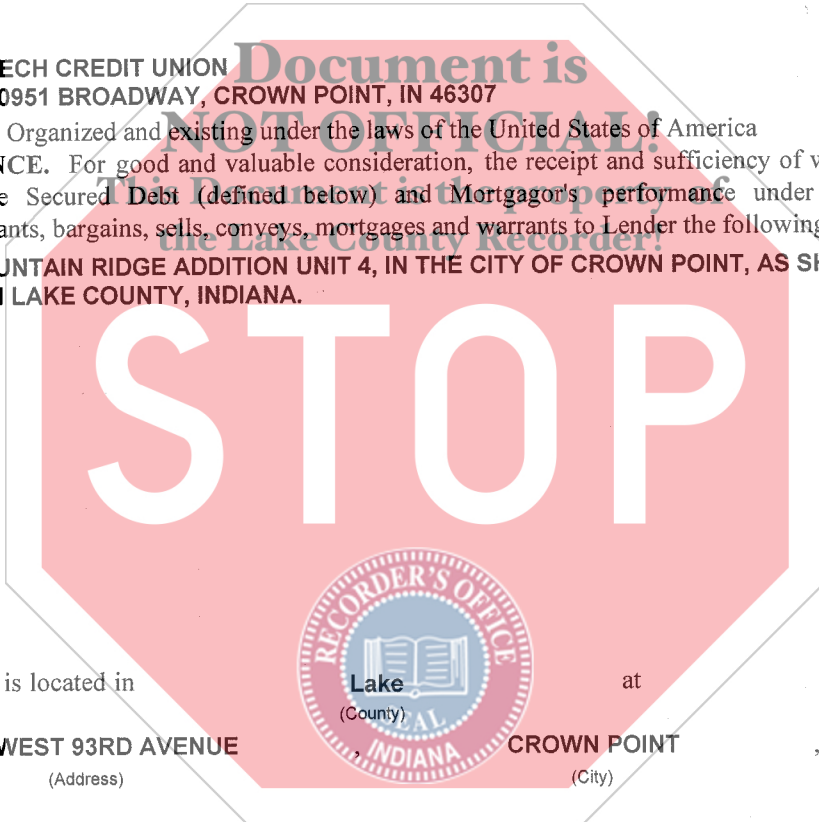 ECH CREDIT UNION
0951 BROADWAY, CROWN POINT, IN 46307
Organized and existing under the laws of the United States of America
NCE. For good and valuable consideration, the receipt and sufficiency of w
e Secured Debt (defined below) and Mortgagor's performance under
ants, bargains, sells, conveys, mortgages and warrants to Lender the following
UNTAIN RIDGE ADDITION UNIT 4, IN THE CITY OF CROWN POINT, AS SH
LAKE COUNTY, INDIANA.
Document is
NOT OFFICIAL!
This Document is the property of
the Lake County Recorder!
STOP
RECORDER'S OFFICE
SEAL
INDIANA
is located in Lake at
(County)
WEST 93RD AVENUE , CROWN POINT ,
(Address) (City)